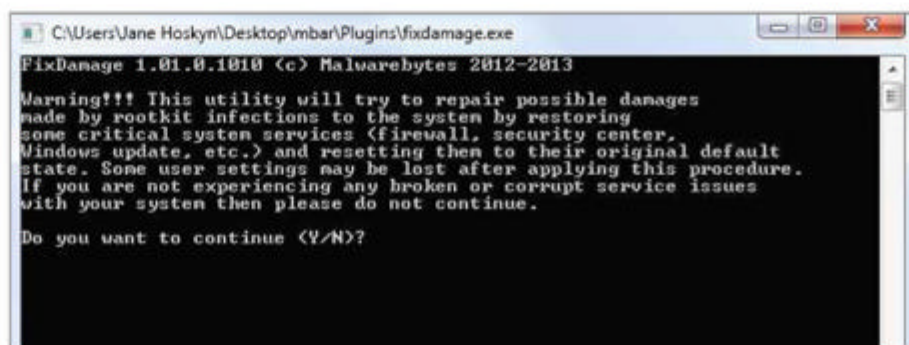 C:\Users\Jane Hoskyn\Desktop\mbar\Plugins\fixdamage.exe
FixDamage 1.01.0.1010 (c) Malwarebytes 2012-2013
Warning!!! This utility will try to repair possible damages
made by rootkit infections to the system by restoring
some critical system services (firewall, security center,
Windows update, etc.) and resetting them to their original default
state. Some user settings may be lost after applying this procedure.
If you are not experiencing any broken or corrupt service issues
with your system then please do not continue.
Do you want to continue (Y/N)?